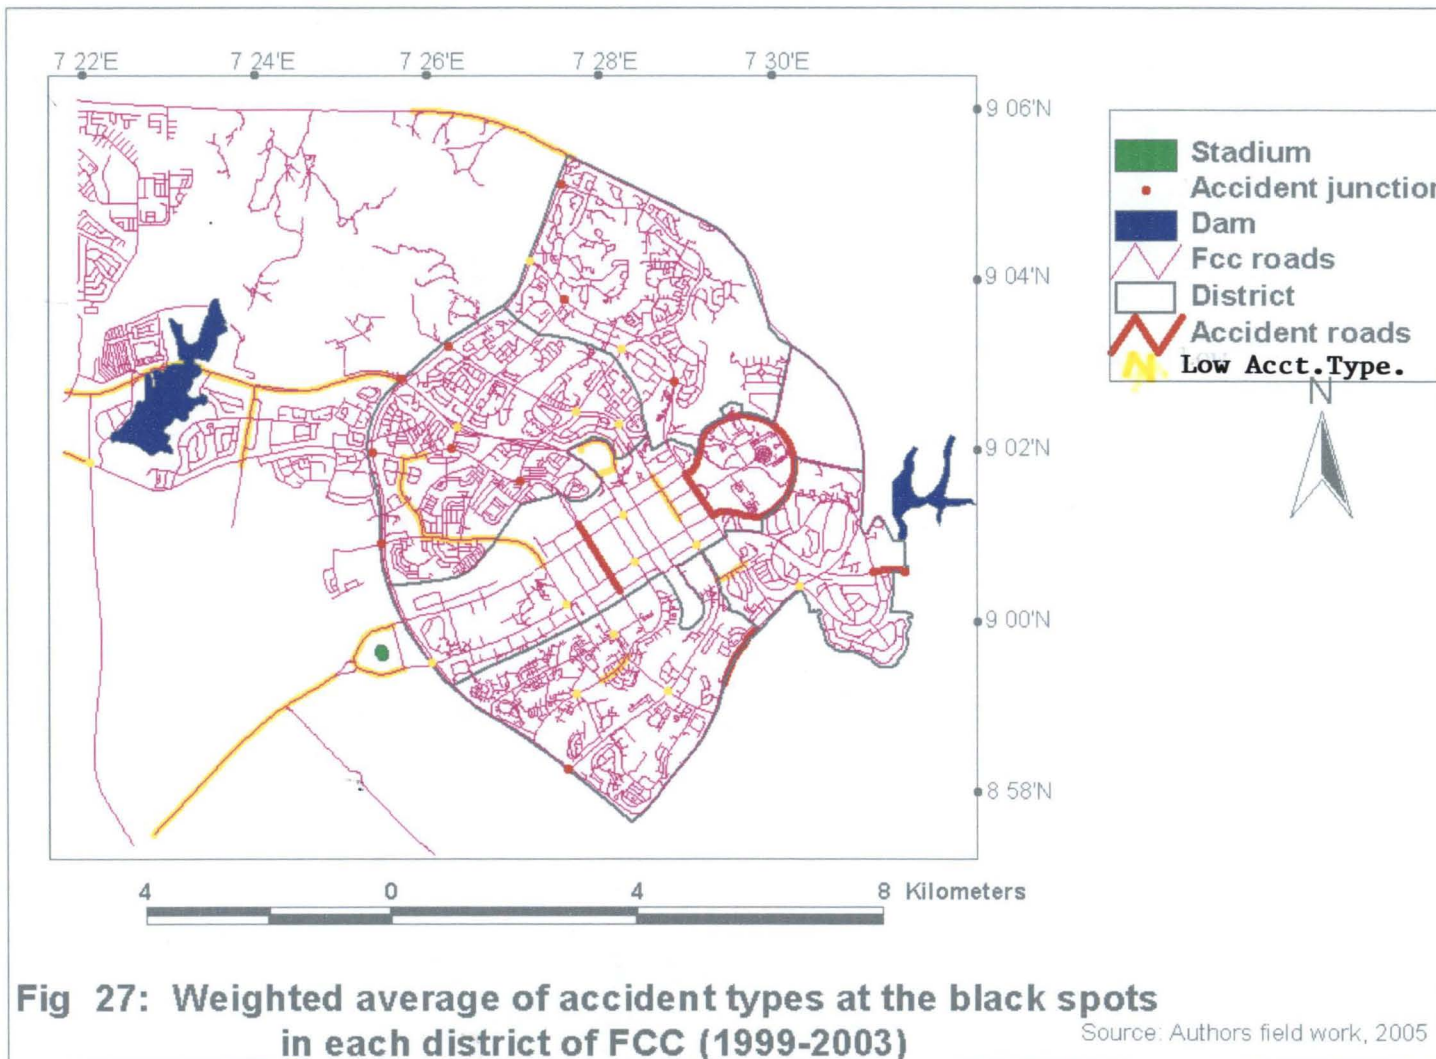 7 22'E 7 24'E 7 26'E 7 28'E 7 30'E
9 06'N
9 04'N
9 02'N
9 00'N
8 58'N
Stadium
Accident junction
Dam
Fcc roads
District
Accident roads
Low Acct.Type.
N
4 0 4 8 Kilometers
Fig 27: Weighted average of accident types at the black spots
in each district of FCC (1999-2003)
Source: Authors field work, 2005